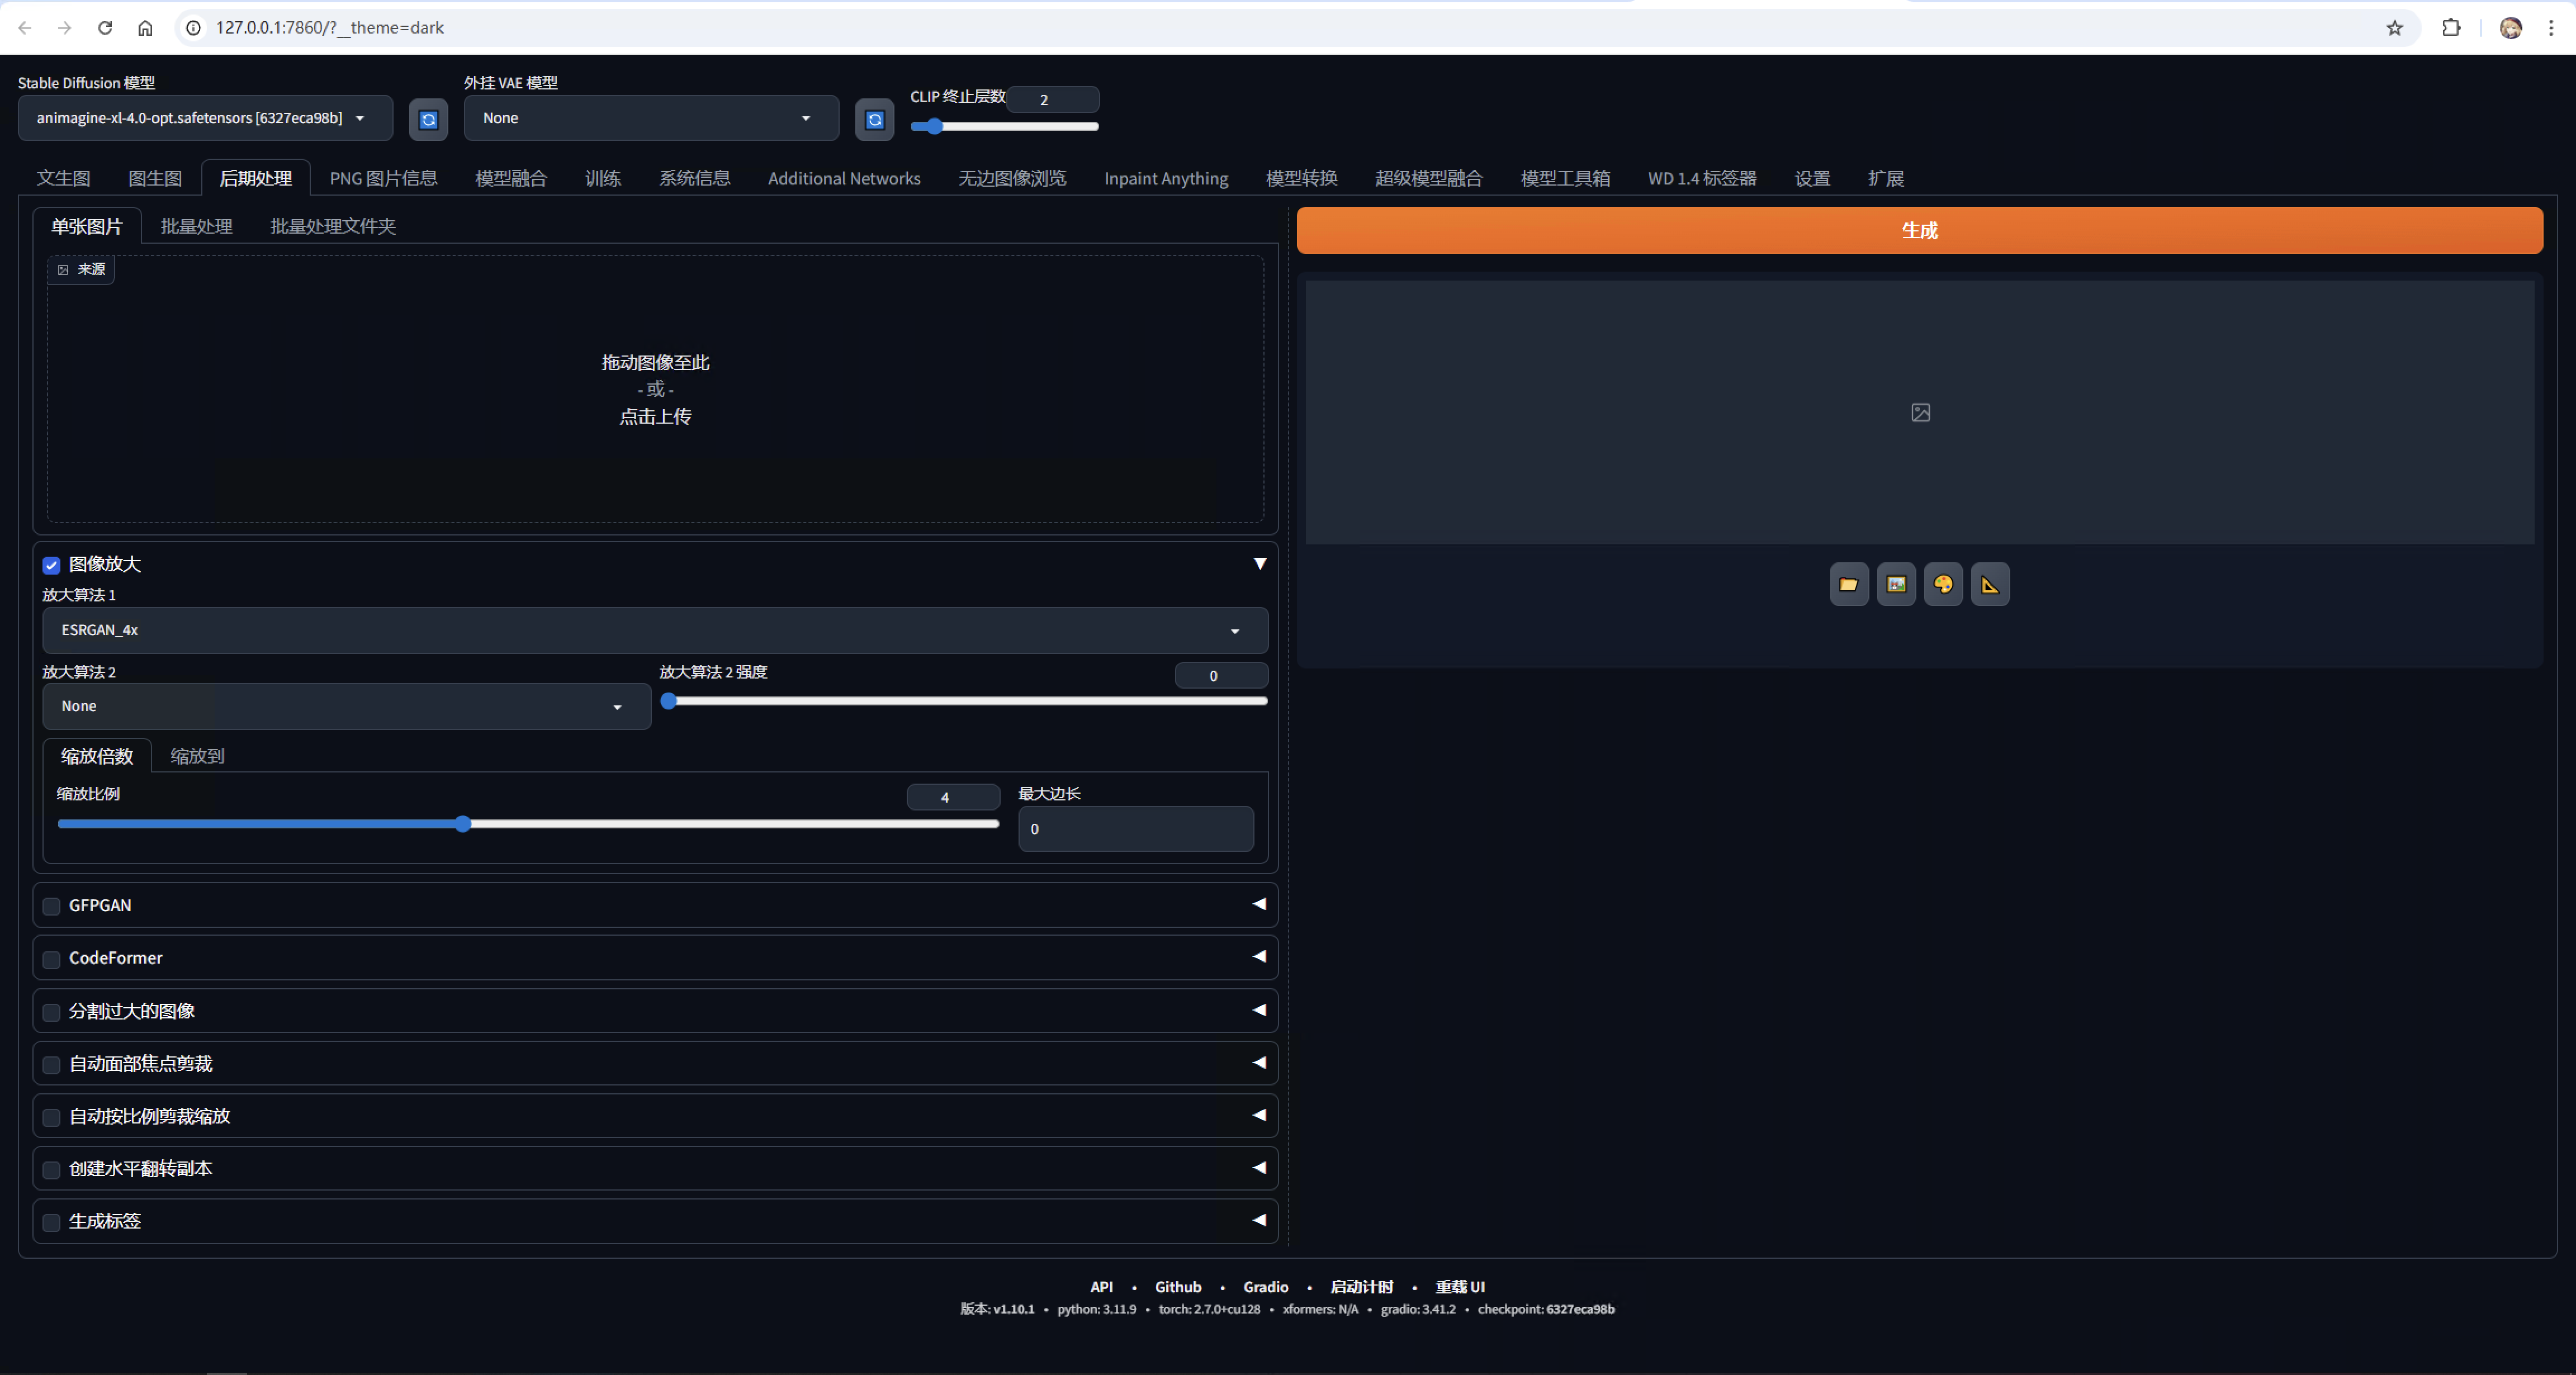 127.0.0.1:7860/?__theme=dark
Stable Diffusion 模型
animagine-xl-4.0-opt.safetensors [6327eca98b]
外挂 VAE 模型
None
CLIP 终止层数
2
文生图 图生图 后期处理 PNG 图片信息 模型融合 训练 系统信息 Additional Networks 无边图像浏览 Inpaint Anything 模型转换 超级模型融合 模型工具箱 WD 1.4 标签器 设置 扩展
单张图片 批量处理 批量处理文件夹
来源
拖动图像至此
- 或 -
点击上传
生成
图像放大
放大算法 1
ESRGAN_4x
放大算法 2
None
放大算法 2 强度
0
缩放倍数 缩放到
缩放比例
4
最大边长
0
GFPGAN
CodeFormer
分割过大的图像
自动面部焦点剪裁
自动按比例剪裁缩放
创建水平翻转副本
生成标签
API • Github • Gradio • 启动计时 • 重载 UI
版本: v1.10.1 • python: 3.11.9 • torch: 2.7.0+cu128 • xformers: N/A • gradio: 3.41.2 • checkpoint: 6327eca98b